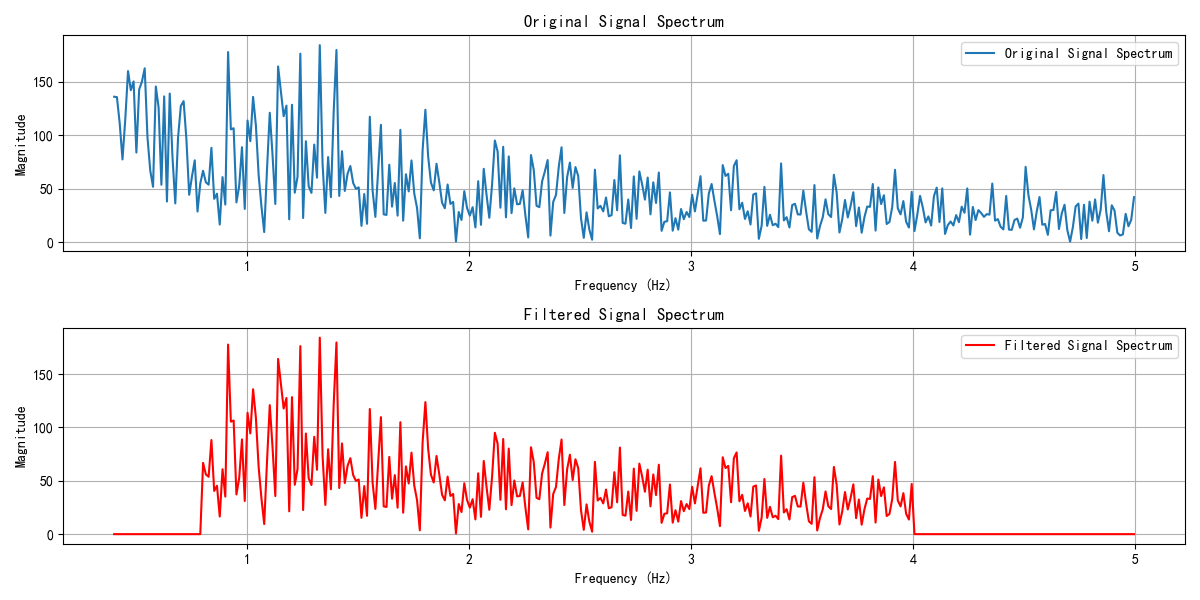 Original Signal Spectrum
Original Signal Spectrum
Magnitude
150
100
50
0
1 2 3 4 5
Frequency (Hz)
Filtered Signal Spectrum
Filtered Signal Spectrum
Magnitude
150
100
50
0
1 2 3 4 5
Frequency (Hz)